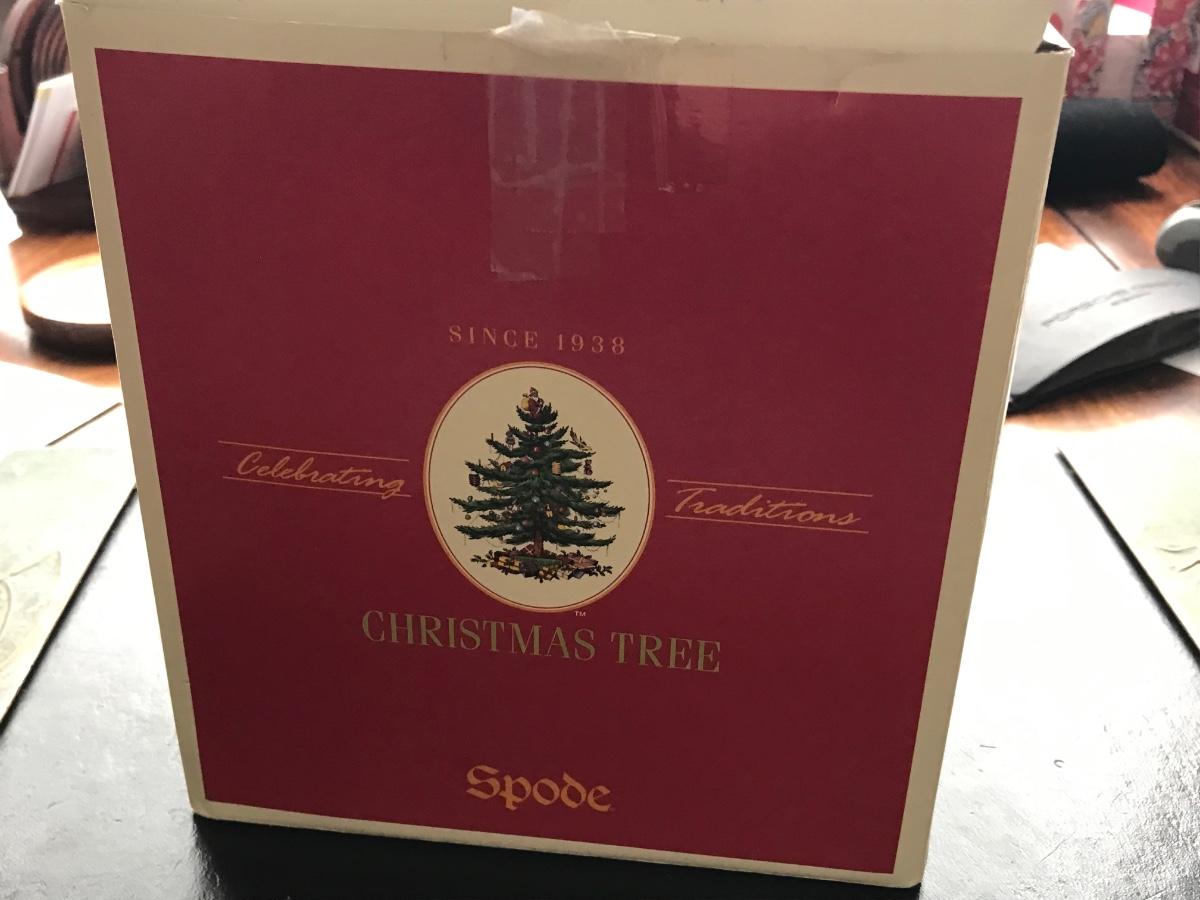 SINCE 1938
Celebrating
Traditions
TM
CHRISTMAS TREE
Spode